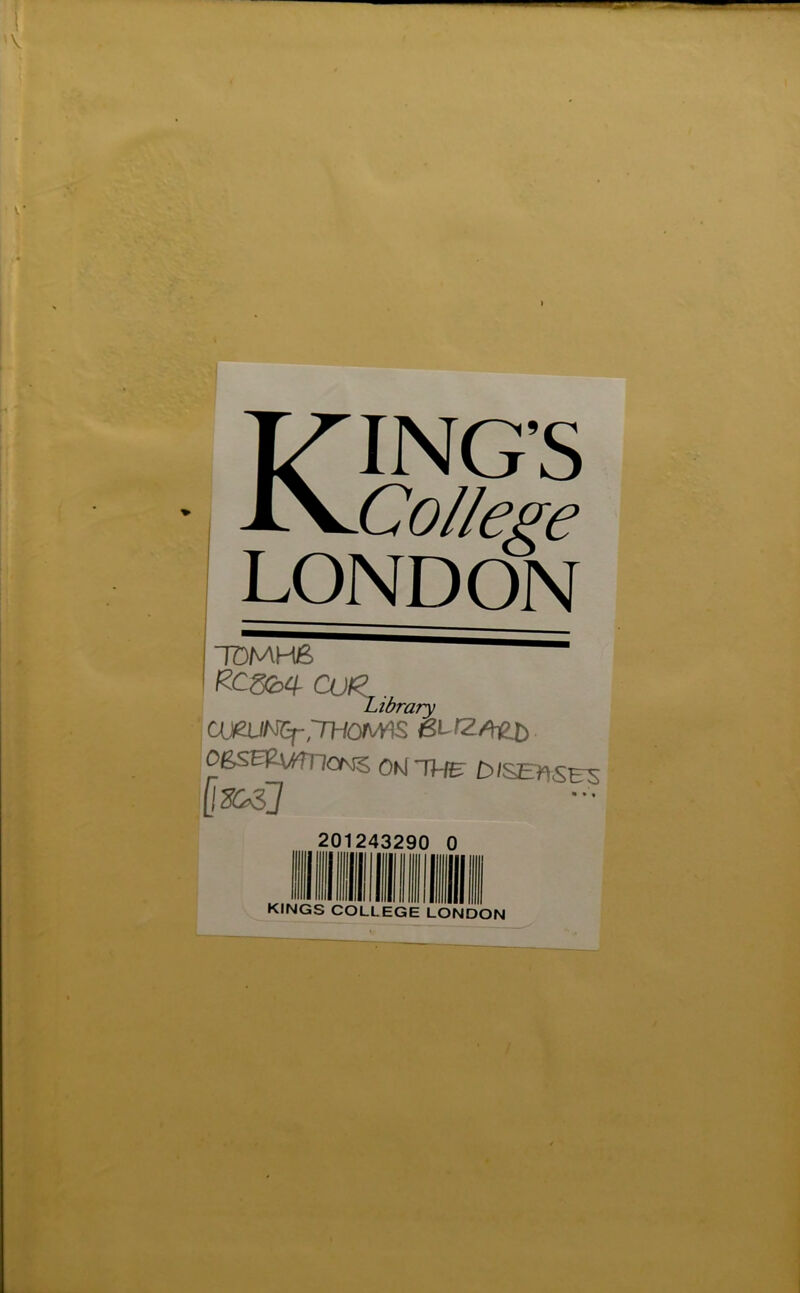 KING'S
College
LONDON
TOMHB
RC864 CUR
Library
CURLING, THOMAS BLIZARD
OBSERVATIONS ON THE DISEASES
[1863] ...
201243290 0
KINGS COLLEGE LONDON